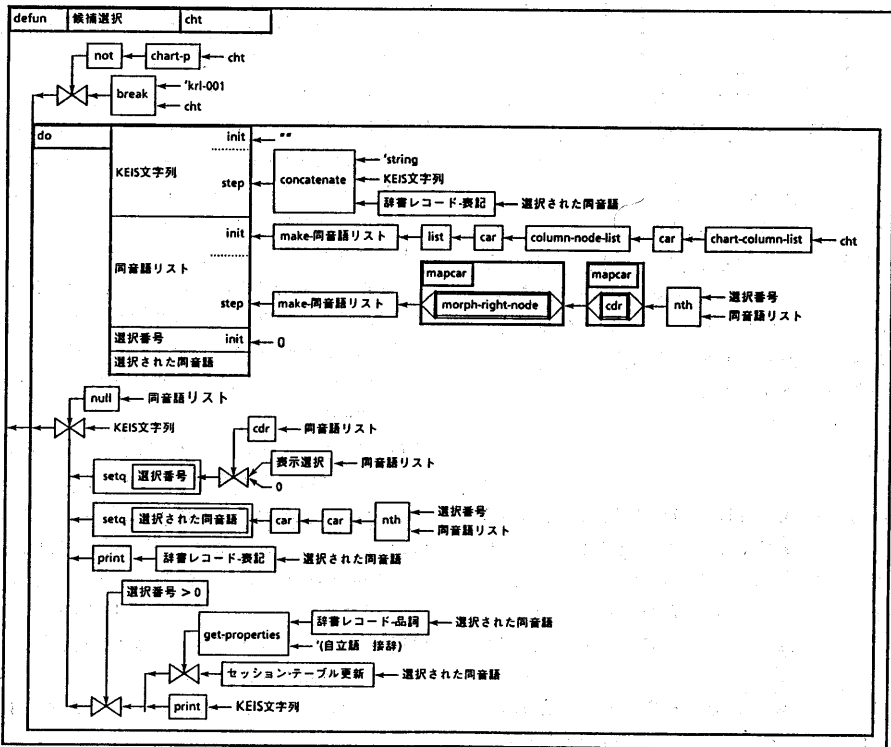 defun 候補選択 cht
not chart-p cht
break 'krl-001
cht
do
init ""
KEIS文字列
step concatenate 'string
KEIS文字列
辞書レコード-表記 選択された同音語
init make-同音語リスト list car column-node-list car chart-column-list cht
同音語リスト
mapcar mapcar
step make-同音語リスト morph-right-node cdr nth 選択番号
同音語リスト
選択番号 init 0
選択された同音語
null 同音語リスト
KEIS文字列
cdr 同音語リスト
setq 選択番号 表示選択 同音語リスト
0
setq 選択された同音語 car car nth 選択番号
同音語リスト
print 辞書レコード-表記 選択された同音語
選択番号 > 0
get-properties 辞書レコード-品詞 選択された同音語
'(自立語 接辞)
セッション・テーブル更新 選択された同音語
print KEIS文字列